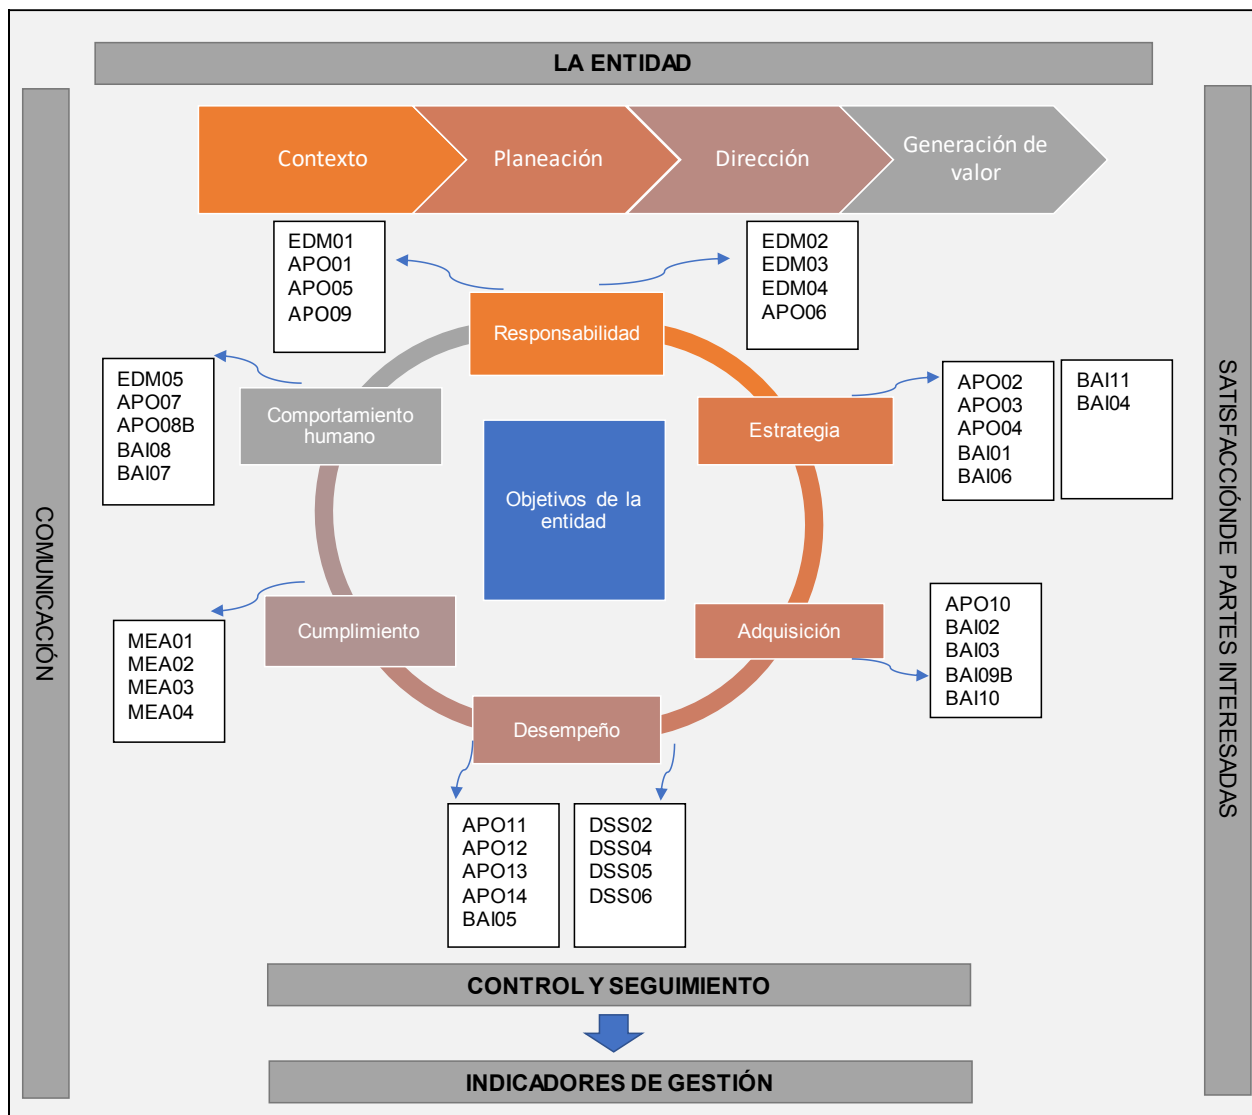 LA ENTIDAD
Contexto
Planeación
Dirección
Generación de
valor
EDM01
APO01
APO05
APO09
EDM02
EDM03
EDM04
APO06
Responsabilidad
EDM05
APO07
APO08B
BAI08
BAI07
Comportamiento
humano
Estrategia
APO02
APO03
APO04
BAI01
BAI06
BAI11
BAI04
Objetivos de la
entidad
COMUNICACIÓN
SATISFACCIÓNDE PARTES INTERESADAS
MEA01
MEA02
MEA03
MEA04
Cumplimiento
Adquisición
APO10
BAI02
BAI03
BAI09B
BAI10
Desempeño
APO11
APO12
APO13
APO14
BAI05
DSS02
DSS04
DSS05
DSS06
CONTROL Y SEGUIMIENTO
INDICADORES DE GESTIÓN